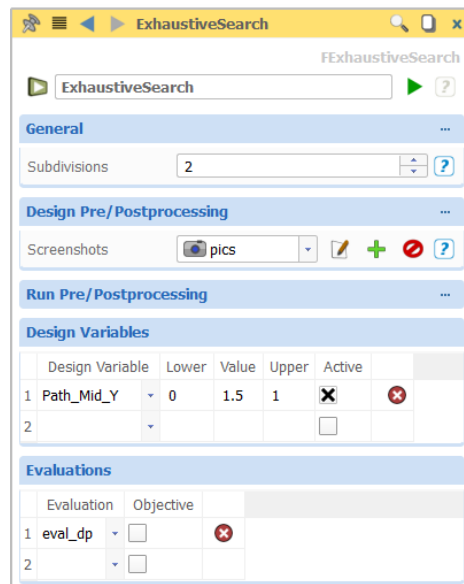 ExhaustiveSearch
FExhaustiveSearch
ExhaustiveSearch ?
General ...
Subdivisions 2 ?
Design Pre/Postprocessing ...
Screenshots pics ?
Run Pre/Postprocessing ...
Design Variables
Design Variable Lower Value Upper Active
1 Path_Mid_Y 0 1.5 1
2
Evaluations
Evaluation Objective
1 eval_dp
2